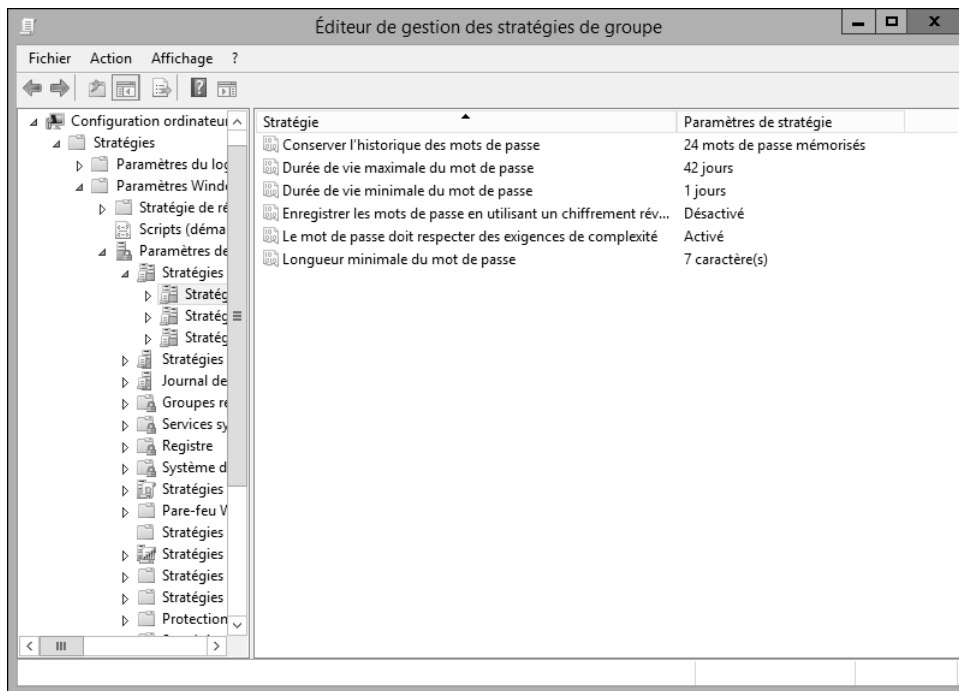 Éditeur de gestion des stratégies de groupe
Fichier Action Affichage ?
Configuration ordinateur
Stratégies
Paramètres du log
Paramètres Windo
Stratégie de ré
Scripts (déma
Paramètres de
Stratégies
Stratég
Stratég
Stratég
Stratégies
Journal de
Groupes re
Services sy
Registre
Système d
Stratégies
Pare-feu W
Stratégies
Stratégies
Stratégies
Stratégies
Protection
Stratégie Paramètres de stratégie
Conserver l'historique des mots de passe 24 mots de passe mémorisés
Durée de vie maximale du mot de passe 42 jours
Durée de vie minimale du mot de passe 1 jours
Enregistrer les mots de passe en utilisant un chiffrement rév... Désactivé
Le mot de passe doit respecter des exigences de complexité Activé
Longueur minimale du mot de passe 7 caractère(s)